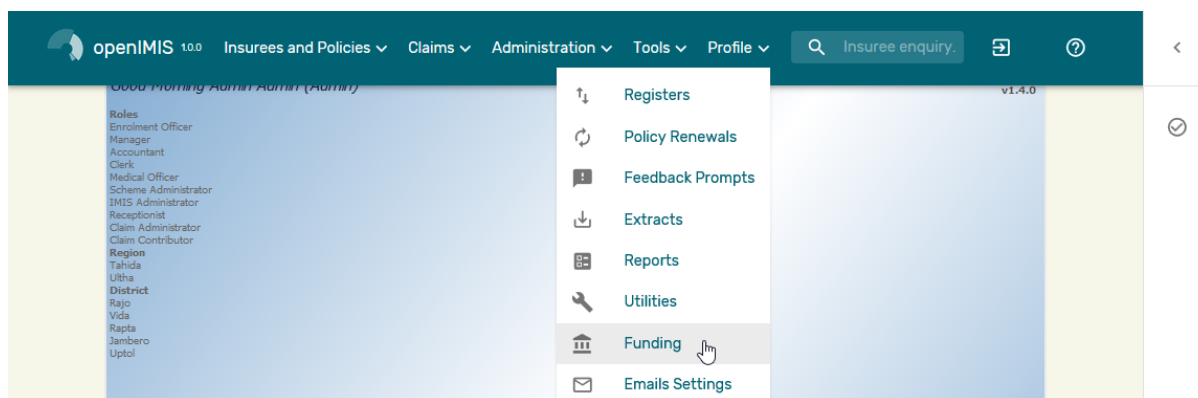 openIMIS 1.0.0 Insurees and Policies Claims Administration Tools Profile Insuree enquiry.
Good Morning Admin Admin (Admin)
v1.4.0
Roles
Enrolment Officer
Manager
Accountant
Clerk
Medical Officer
Scheme Administrator
IMIS Administrator
Receptionist
Claim Administrator
Claim Contributor
Region
Tahida
Ultha
District
Rajo
Vida
Rapta
Jambero
Uptol
Registers
Policy Renewals
Feedback Prompts
Extracts
Reports
Utilities
Funding
Emails Settings